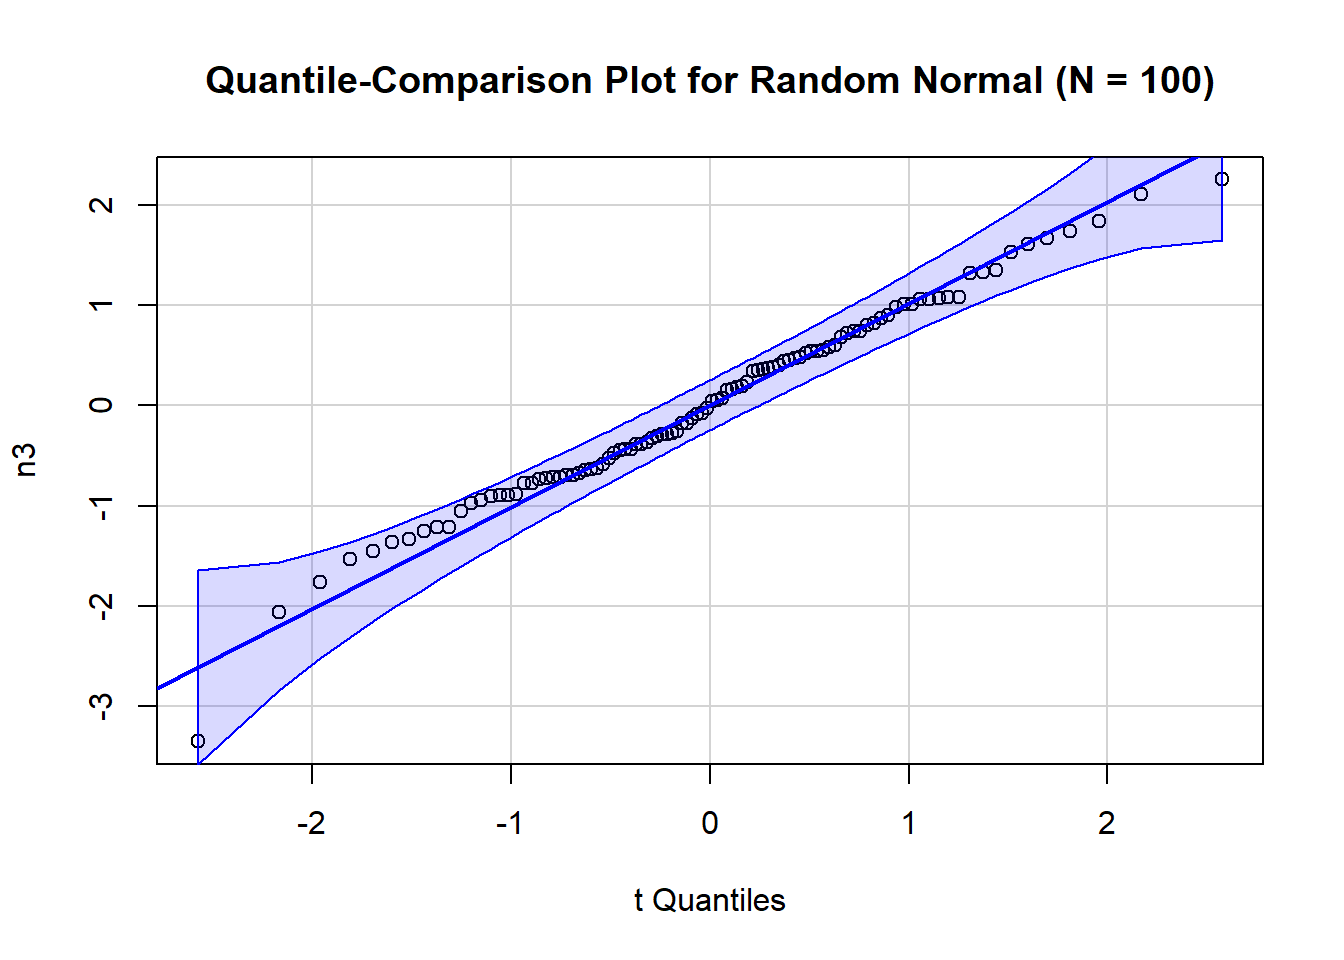 Quantile-Comparison Plot for Random Normal (N = 100)
2
1
0
-1
-2
-3
n3
-2 -1 0 1 2
t Quantiles